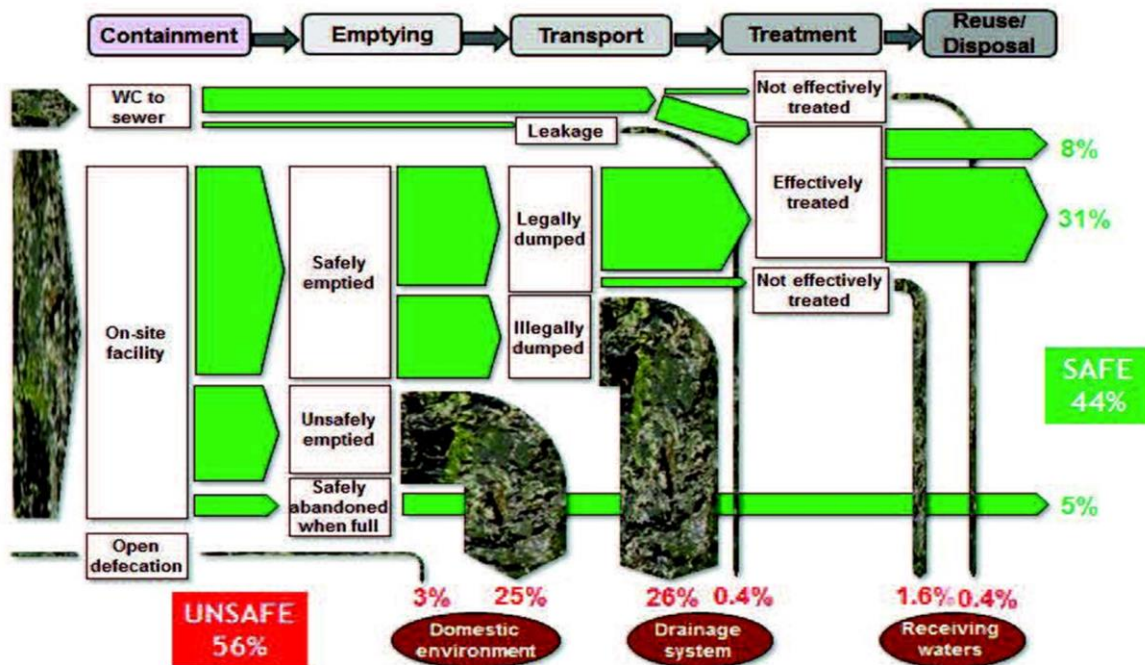 Containment
Emptying
Transport
Treatment
Reuse/
Disposal
WC to
sewer
Leakage
Not effectively
treated
8%
Effectively
treated
31%
On-site
facility
Safely
emptied
Legally
dumped
Illegally
dumped
Not effectively
treated
Unsafely
emptied
Safely
abandoned
when full
SAFE
44%
5%
Open
defecation
UNSAFE
56%
3%
25%
26%
0.4%
1.6%
0.4%
Domestic
environment
Drainage
system
Receiving
waters